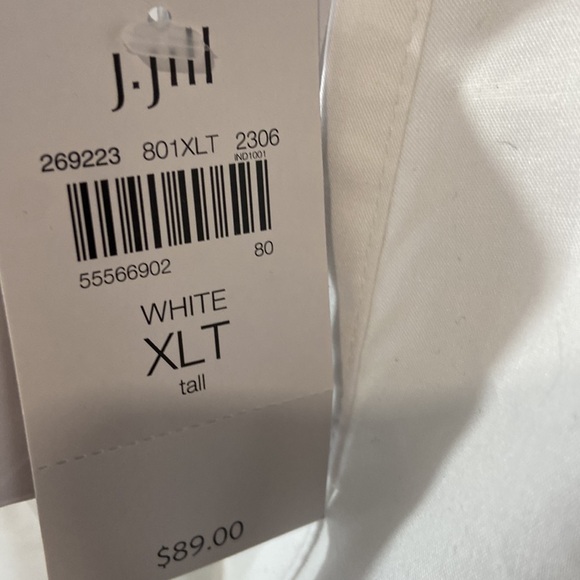 J.Jill
269223 801XLT 2306
IND1001
55566902 80
WHITE
XLT
tall
$89.00